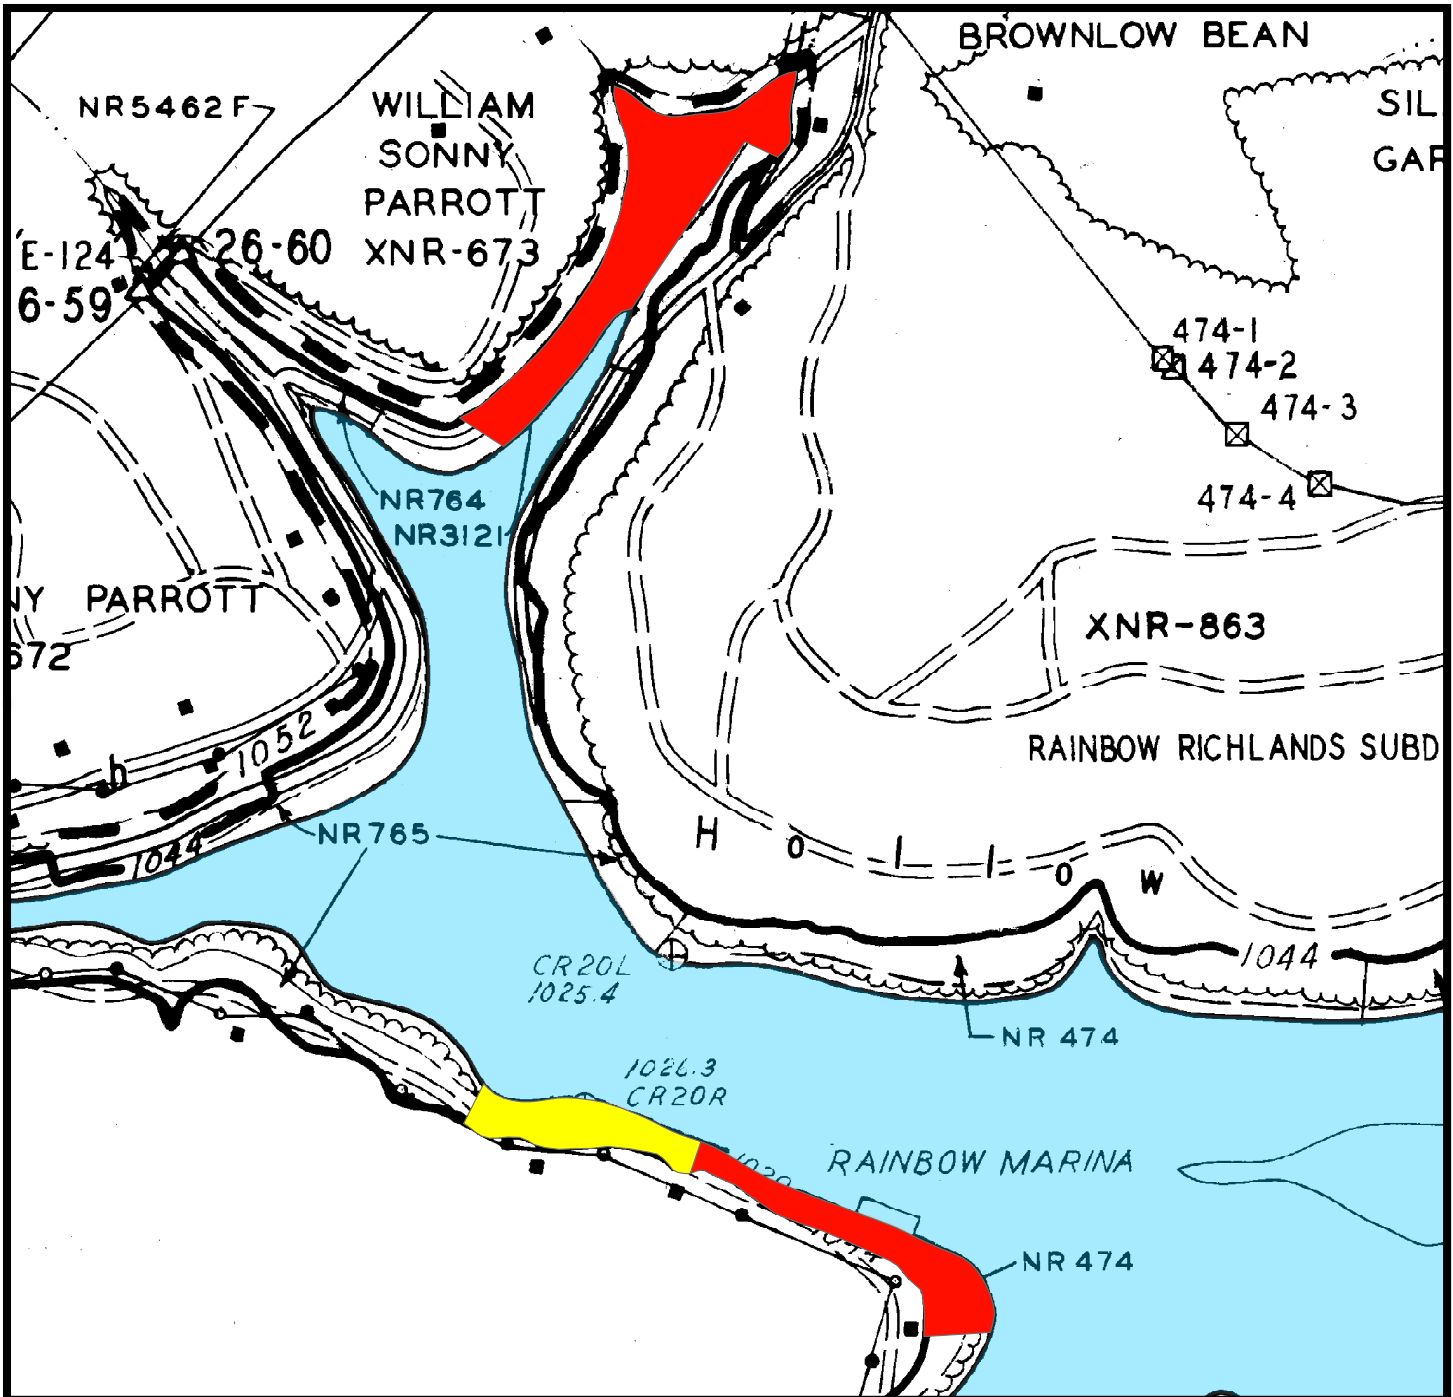 BROWNLOW BEAN
SIL
GAR
NR5462F
WILLIAM
SONNY
PARROTT
XNR-673
E-124
26-60
6-59
474-1
474-2
474-3
474-4
NR764
NR3121
NY PARROTT
672
XNR-863
RAINBOW RICHLANDS SUBD
1052
h
NR765
1044
H o l l o w
1044
CR20L
1025.4
NR 474
CR20R
RAINBOW MARINA
NR 474